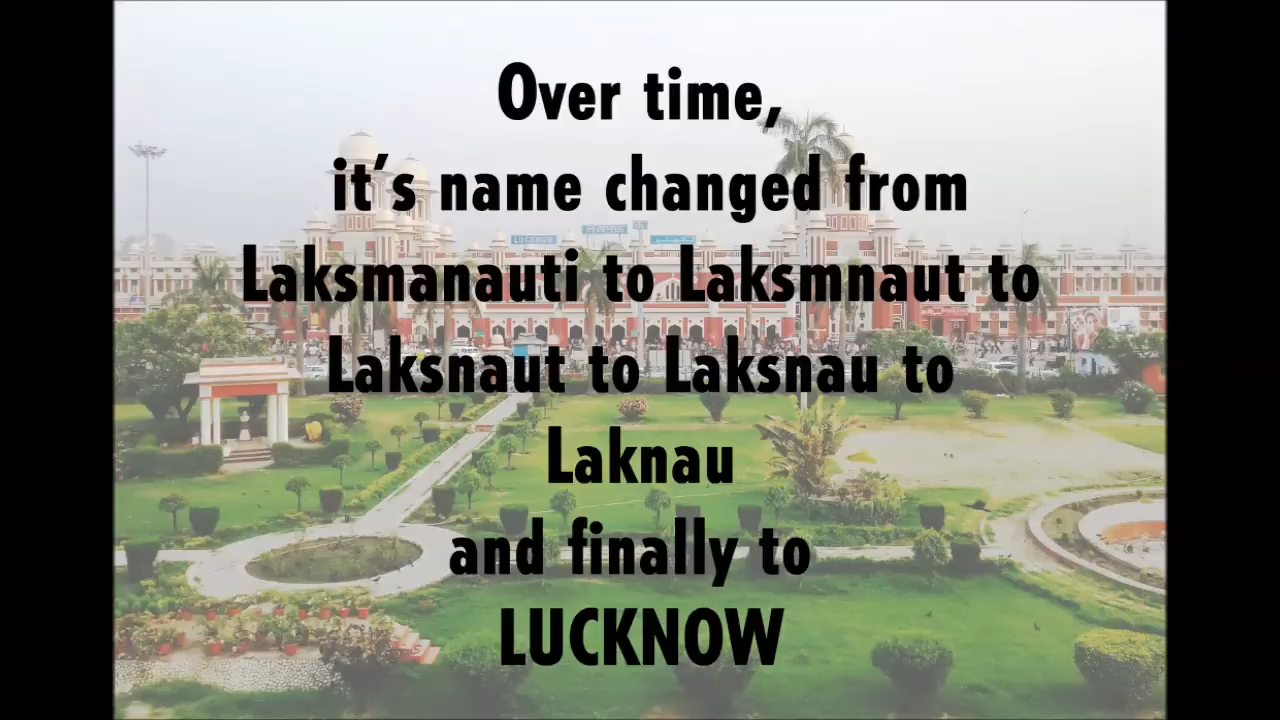 Over time,
it’s name changed from
Laksmanauti to Laksmnaut to
Laksnaut to Laksnau to
Laknau
and finally to
LUCKNOW
LUCKNOW